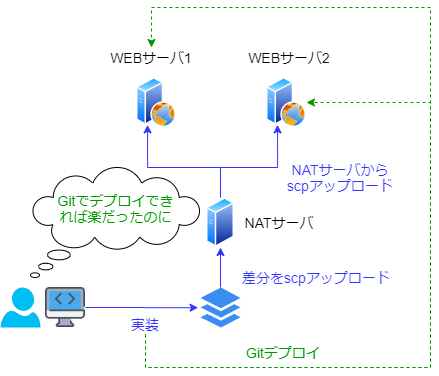 WEBサーバ1
WEBサーバ2
NATサーバから
scpアップロード
Gitでデプロイでき
れば楽だったのに
NATサーバ
差分をscpアップロード
実装
Gitデプロイ